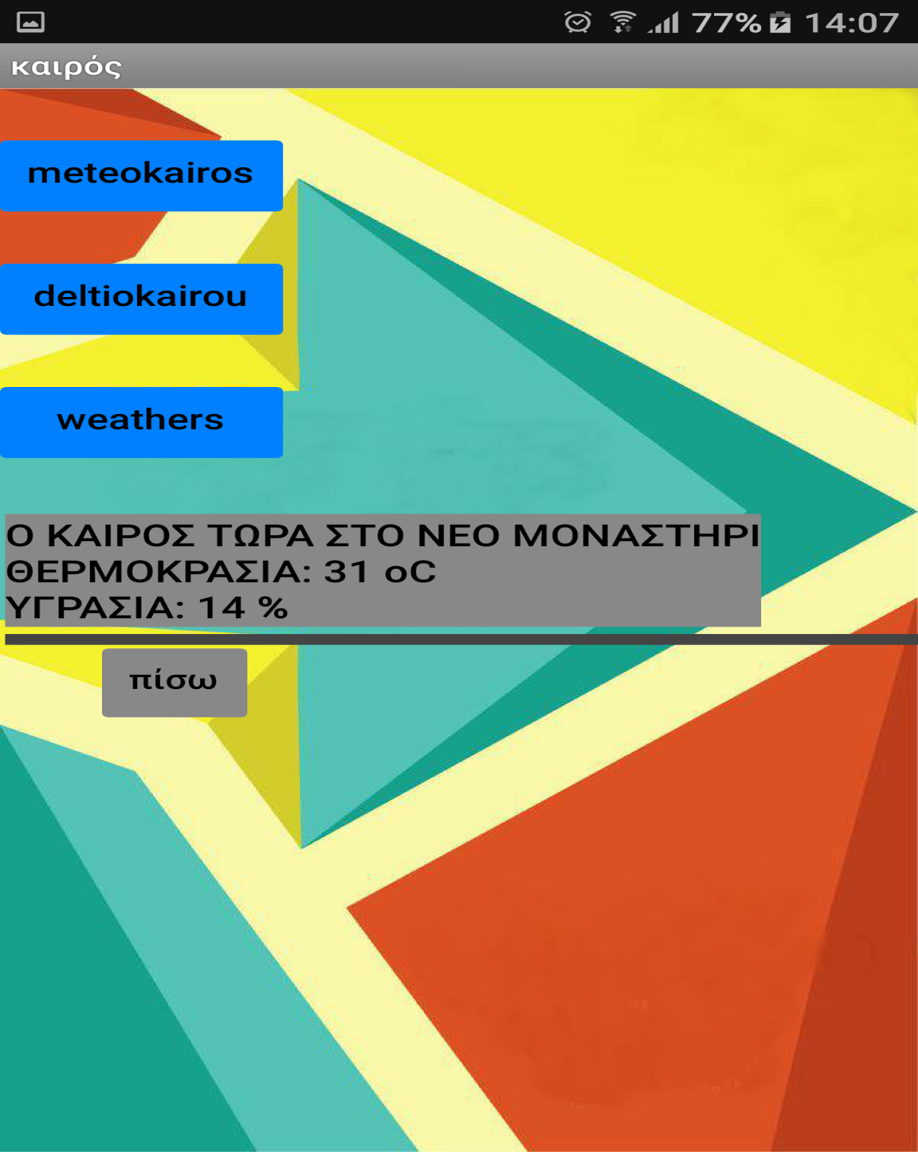 77% 14:07
καιρός
meteokairos
deltiokairou
weathers
Ο ΚΑΙΡΟΣ ΤΩΡΑ ΣΤΟ ΝΕΟ ΜΟΝΑΣΤΗΡΙ
ΘΕΡΜΟΚΡΑΣΙΑ: 31 oC
ΥΓΡΑΣΙΑ: 14 %
πίσω